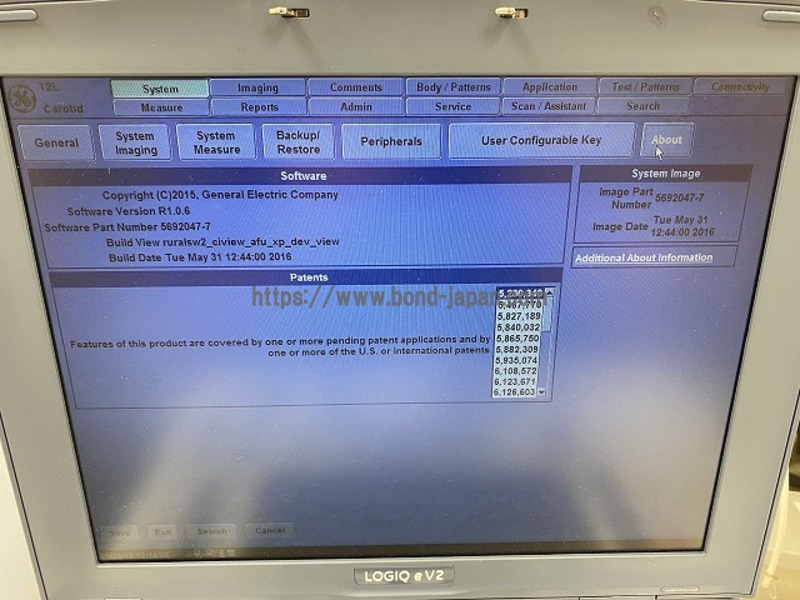 12L
Carotid
System Imaging Comments Body / Patterns Application Test / Patterns Connectivity
Measure Reports Admin Service Scan / Assistant Search
General
System Imaging
System Measure
Backup/ Restore
Peripherals
User Configurable Key
About
Software
Copyright (C)2015, General Electric Company
Software Version R1.0.6
Software Part Number 5692047-7
Build View ruralsw2_ciview_afu_xp_dev_view
Build Date Tue May 31 12:44:00 2016
System Image
Image Part Number 5692047-7
Image Date Tue May 31 12:44:00 2016
Additional About Information
Patents
https://www.bond-japan.com
Features of this product are covered by one or more pending patent applications and by
one or more of the U.S. or international patents
5,827,189
5,840,032
5,865,750
5,882,309
5,935,074
6,108,572
6,123,671
6,126,603
Save Exit Search Cancel
LOGIQ e V2